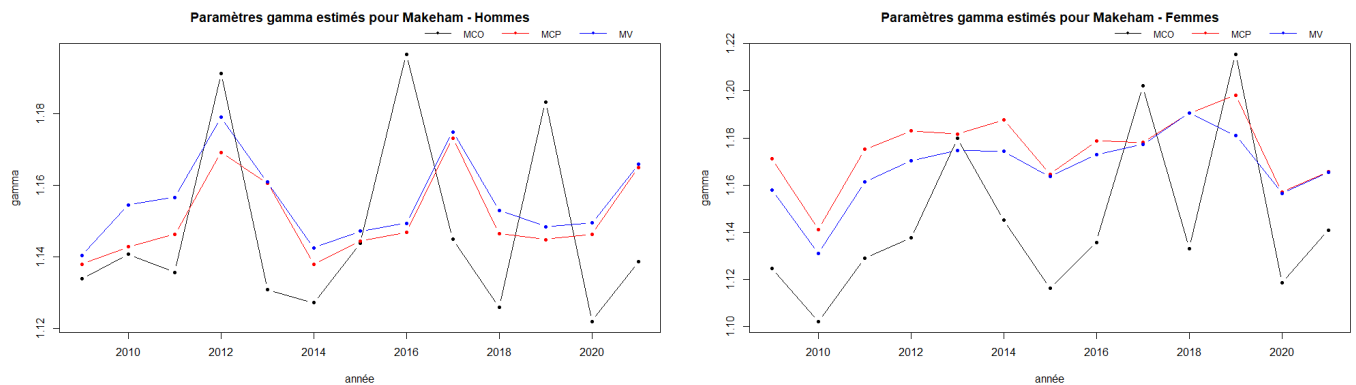 Paramètres gamma estimés pour Makeham - Hommes
MCO MCP MV
gamma
1.18
1.16
1.14
1.12
2010 2012 2014 2016 2018 2020
année
Paramètres gamma estimés pour Makeham - Femmes
MCO MCP MV
gamma
1.22
1.20
1.18
1.16
1.14
1.12
1.10
2010 2012 2014 2016 2018 2020
année